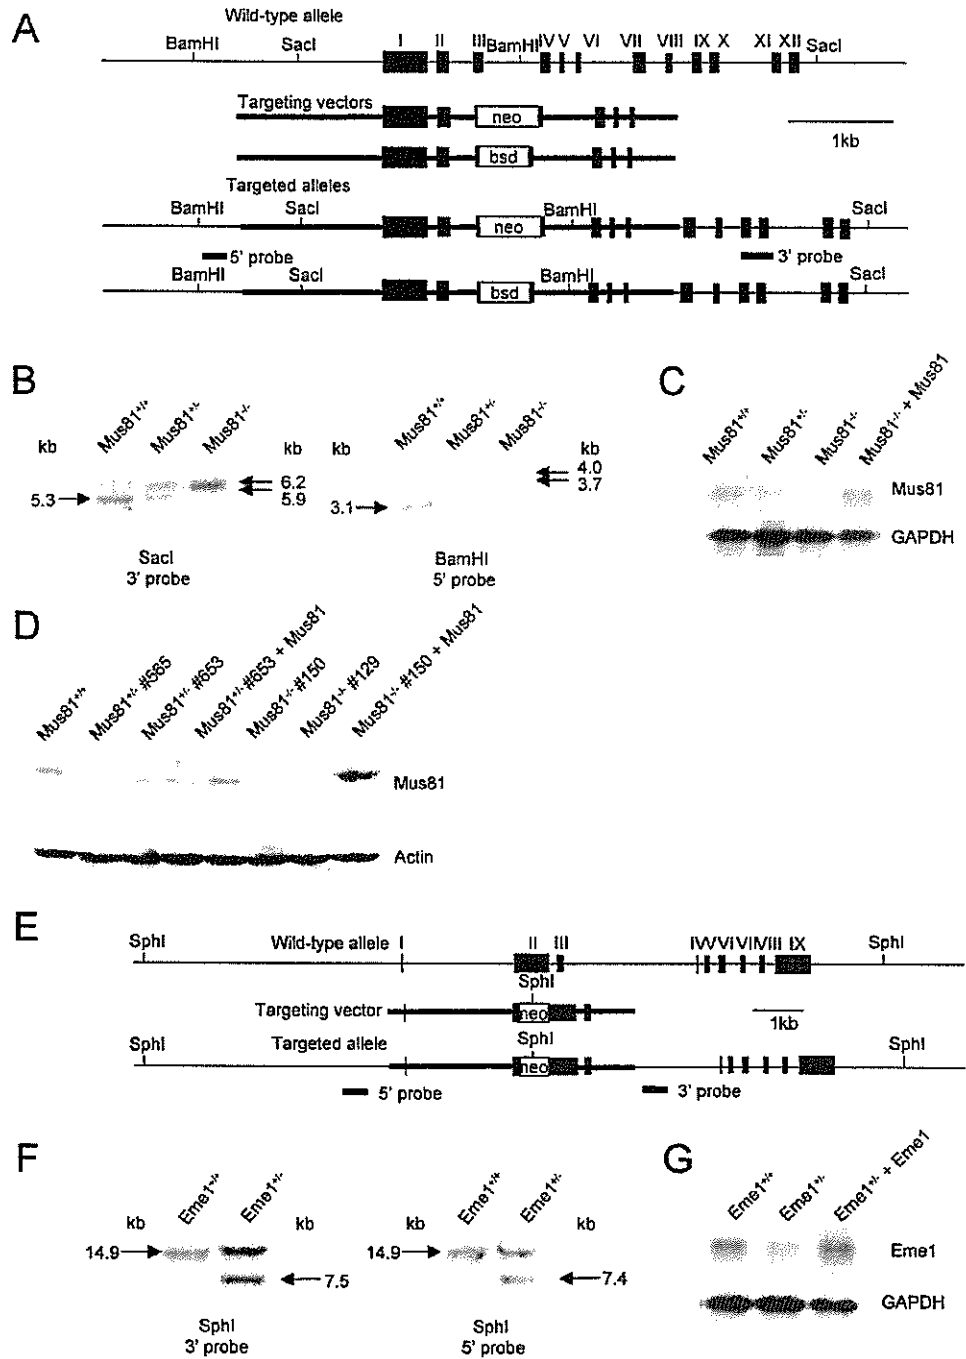 A
Wild-type allele
BamHI SacI I II III BamHI IV V VI VII VIII IX X XI XII SacI
Targeting vectors
neo
1kb
bsd
Targeted alleles
BamHI SacI neo BamHI SacI
5' probe 3' probe
BamHI SacI bsd BamHI SacI
B
kb Mus81+/+ Mus81+/- Mus81-/- kb
5.3 6.2
5.9
SacI
3' probe
kb Mus81+/+ Mus81+/- Mus81-/- kb
3.1 4.0
3.7
BamHI
5' probe
C
Mus81+/+ Mus81+/- Mus81-/- Mus81-/- + Mus81
Mus81
GAPDH
D
Mus81+/+ Mus81+/- #565 Mus81+/- #653 Mus81+/- #653 + Mus81 Mus81-/- #150 Mus81-/- #129 Mus81-/- #150 + Mus81
Mus81
Actin
E
SphI Wild-type allele I II III IV V VI VII VIII IX SphI
SphI
Targeting vector neo 1kb
SphI Targeted allele SphI neo SphI
5' probe 3' probe
F
kb Eme1+/+ Eme1+/- kb
14.9 7.5
SphI
3' probe
kb Eme1+/+ Eme1+/- kb
14.9 7.4
SphI
5' probe
G
Eme1+/+ Eme1+/- Eme1+/- + Eme1
Eme1
GAPDH